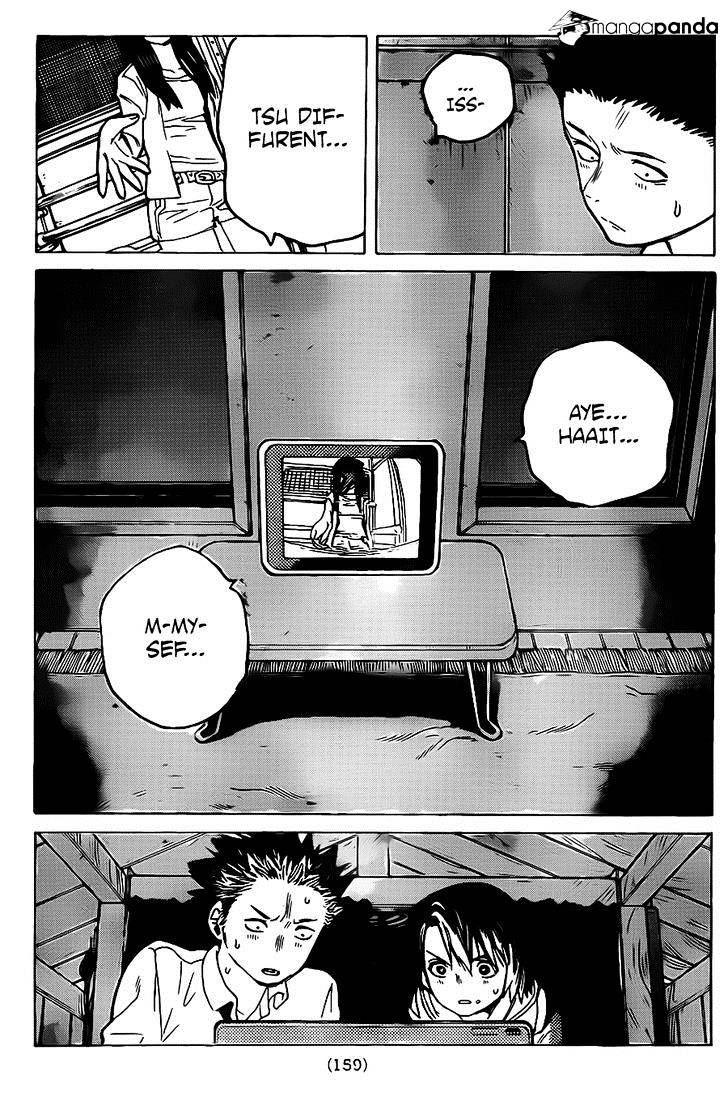 mangapanda
...
ISS-
TSU DIF-
FURENT...
AYE...
HAAIT...
M-MY-
SEF...
(159)